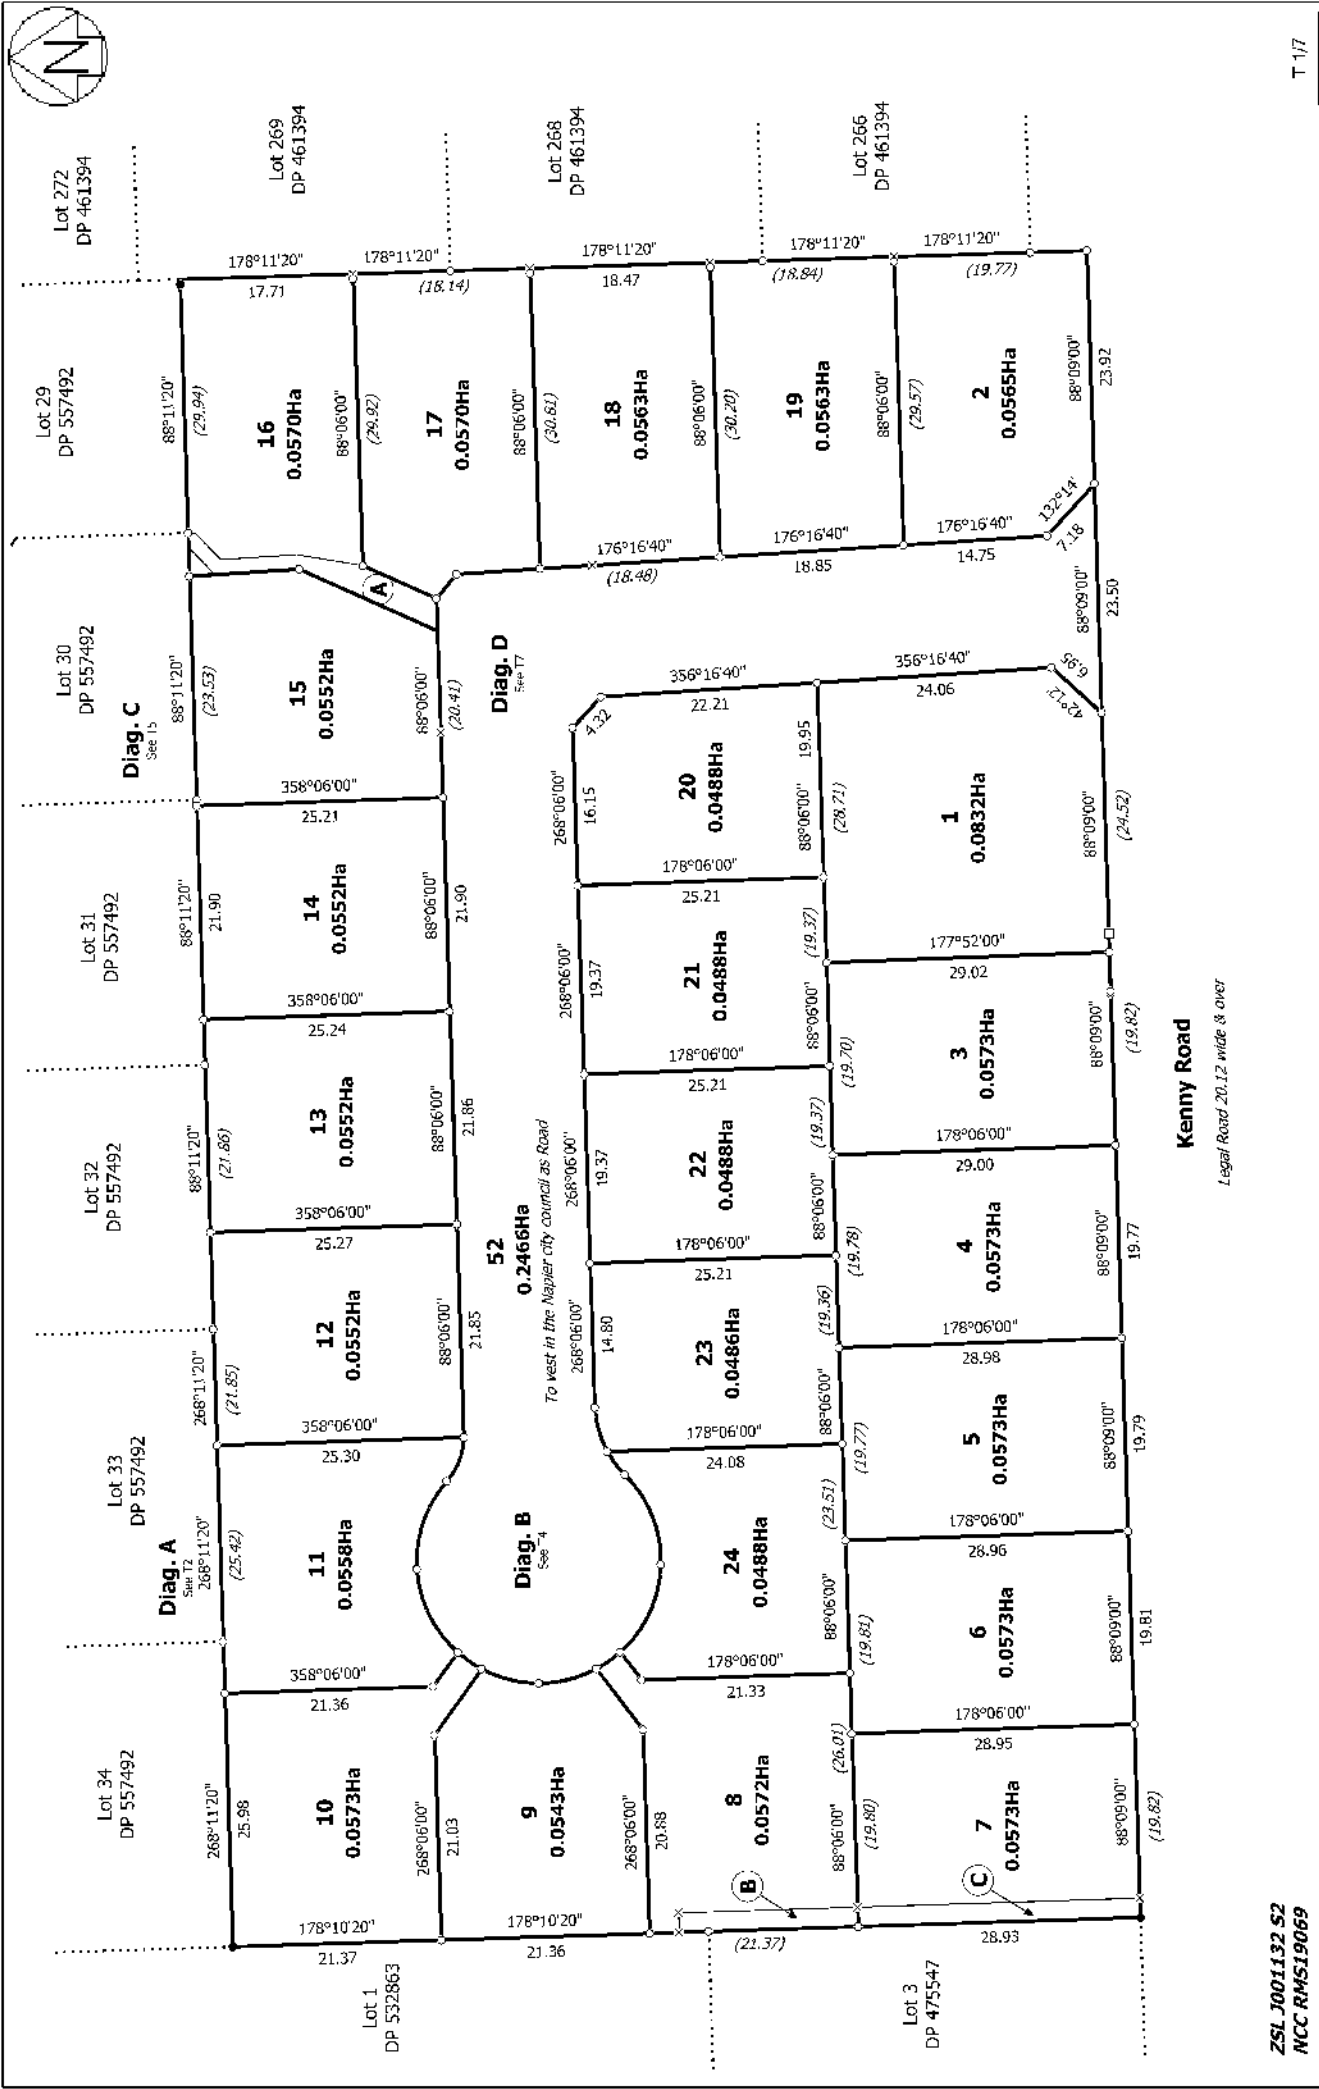 N
Lot 34
DP 557492
Lot 33
DP 557492
Lot 32
DP 557492
Lot 31
DP 557492
Lot 30
DP 557492
Lot 29
DP 557492
Lot 272
DP 461394
Diag. A
See T2
Diag. C
See T5
268°11'20"
25.98
268°11'20"
(25.42)
268°11'20"
(21.85)
88°11'20"
(21.86)
88°11'20"
21.90
88°11'20"
(23.53)
88°11'20"
(29.94)
Lot 1
DP 532863
178°10'20"
21.37
10
0.0573Ha
358°06'00"
21.36
11
0.0558Ha
358°06'00"
25.30
12
0.0552Ha
358°06'00"
25.27
13
0.0552Ha
358°06'00"
25.24
14
0.0552Ha
358°06'00"
25.21
15
0.0552Ha
A
16
0.0570Ha
178°11'20"
17.71
Lot 269
DP 461394
268°06'00"
21.03
88°06'00"
21.85
88°06'00"
21.86
88°06'00"
21.90
88°06'00"
(20.41)
88°06'00"
(29.92)
178°10'20"
21.36
9
0.0543Ha
Diag. B
See T4
52
0.2466Ha
To vest in the Napier city council as Road
Diag. D
See T7
17
0.0570Ha
178°11'20"
(18.14)
268°06'00"
20.88
268°06'00"
14.80
268°06'00"
19.37
268°06'00"
19.37
268°06'00"
16.15
4.32
88°06'00"
(30.81)
8
0.0572Ha
178°06'00"
21.33
24
0.0488Ha
178°06'00"
24.08
23
0.0486Ha
178°06'00"
25.21
22
0.0488Ha
178°06'00"
25.21
21
0.0488Ha
178°06'00"
25.21
20
0.0488Ha
356°16'40"
22.21
176°16'40"
(18.48)
18
0.0563Ha
178°11'20"
18.47
Lot 268
DP 461394
B
(21.37)
(26.01)
(23.51)
(19.36)
(19.37)
(19.37)
19.95
88°06'00"
(30.20)
88°06'00"
(19.80)
88°06'00"
(19.81)
88°06'00"
(19.77)
88°06'00"
(19.78)
88°06'00"
(19.70)
88°06'00"
(28.71)
176°16'40"
18.85
19
0.0563Ha
178°11'20"
(18.84)
88°06'00"
(29.57)
Lot 266
DP 461394
Lot 3
DP 475547
28.93
C
7
0.0573Ha
178°06'00"
28.95
6
0.0573Ha
178°06'00"
28.96
5
0.0573Ha
178°06'00"
28.98
4
0.0573Ha
178°06'00"
29.00
3
0.0573Ha
177°52'00"
29.02
1
0.0832Ha
356°16'40"
24.06
42°12'
6.95
176°16'40"
14.75
132°14'
7.18
2
0.0565Ha
178°11'20"
(19.77)
88°09'00"
(19.82)
88°09'00"
19.81
88°09'00"
19.79
88°09'00"
19.77
88°09'00"
(19.82)
88°09'00"
(24.52)
88°09'00"
23.50
88°09'00"
23.92
Kenny Road
Legal Road 20.12 wide & over
ZSL J001132 S2
NCC RMS19069
T 1/7